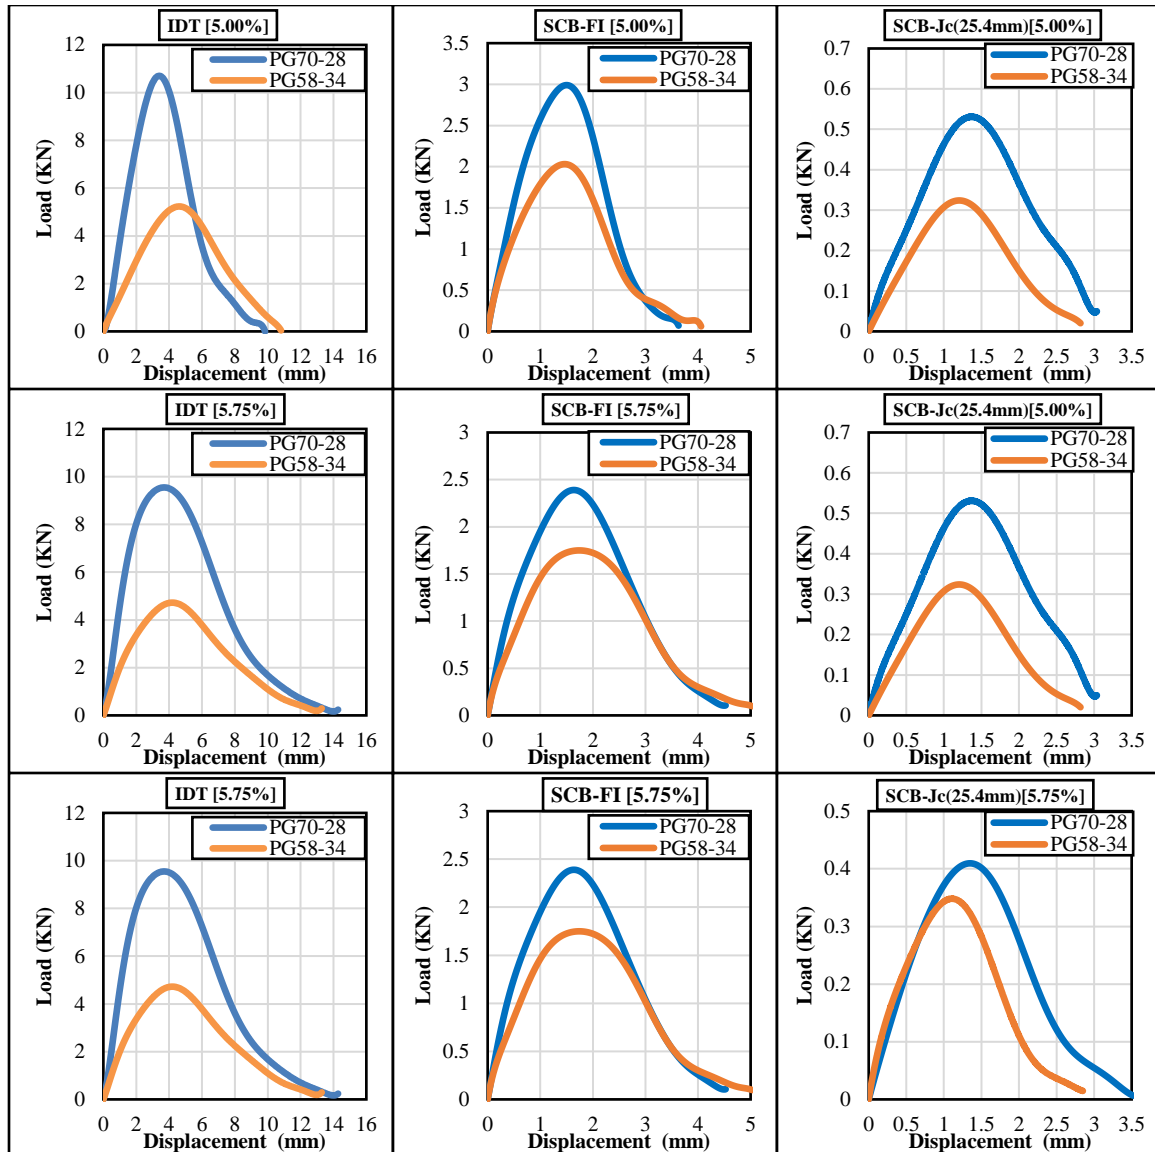 IDT [5.00%]
PG70-28
PG58-34
12
10
8
6
4
2
0
Load (KN)
0 2 4 6 8 10 12 14 16
Displacement (mm)
SCB-FI [5.00%]
PG70-28
PG58-34
3.5
3
2.5
2
1.5
1
0.5
0
Load (KN)
0 1 2 3 4 5
Displacement (mm)
SCB-Jc(25.4mm)[5.00%]
PG70-28
PG58-34
0.7
0.6
0.5
0.4
0.3
0.2
0.1
0
Load (KN)
0 0.5 1 1.5 2 2.5 3 3.5
Displacement (mm)
IDT [5.75%]
PG70-28
PG58-34
12
10
8
6
4
2
0
Load (KN)
0 2 4 6 8 10 12 14 16
Displacement (mm)
SCB-FI [5.75%]
PG70-28
PG58-34
3
2.5
2
1.5
1
0.5
0
Load (KN)
0 1 2 3 4 5
Displacement (mm)
SCB-Jc(25.4mm)[5.00%]
PG70-28
PG58-34
0.7
0.6
0.5
0.4
0.3
0.2
0.1
0
Load (KN)
0 0.5 1 1.5 2 2.5 3 3.5
Displacement (mm)
IDT [5.75%]
PG70-28
PG58-34
12
10
8
6
4
2
0
Load (KN)
0 2 4 6 8 10 12 14 16
Displacement (mm)
SCB-FI [5.75%]
PG70-28
PG58-34
3
2.5
2
1.5
1
0.5
0
Load (KN)
0 1 2 3 4 5
Displacement (mm)
SCB-Jc(25.4mm)[5.75%]
PG70-28
PG58-34
0.5
0.4
0.3
0.2
0.1
0
Load (KN)
0 0.5 1 1.5 2 2.5 3 3.5
Displacement (mm)